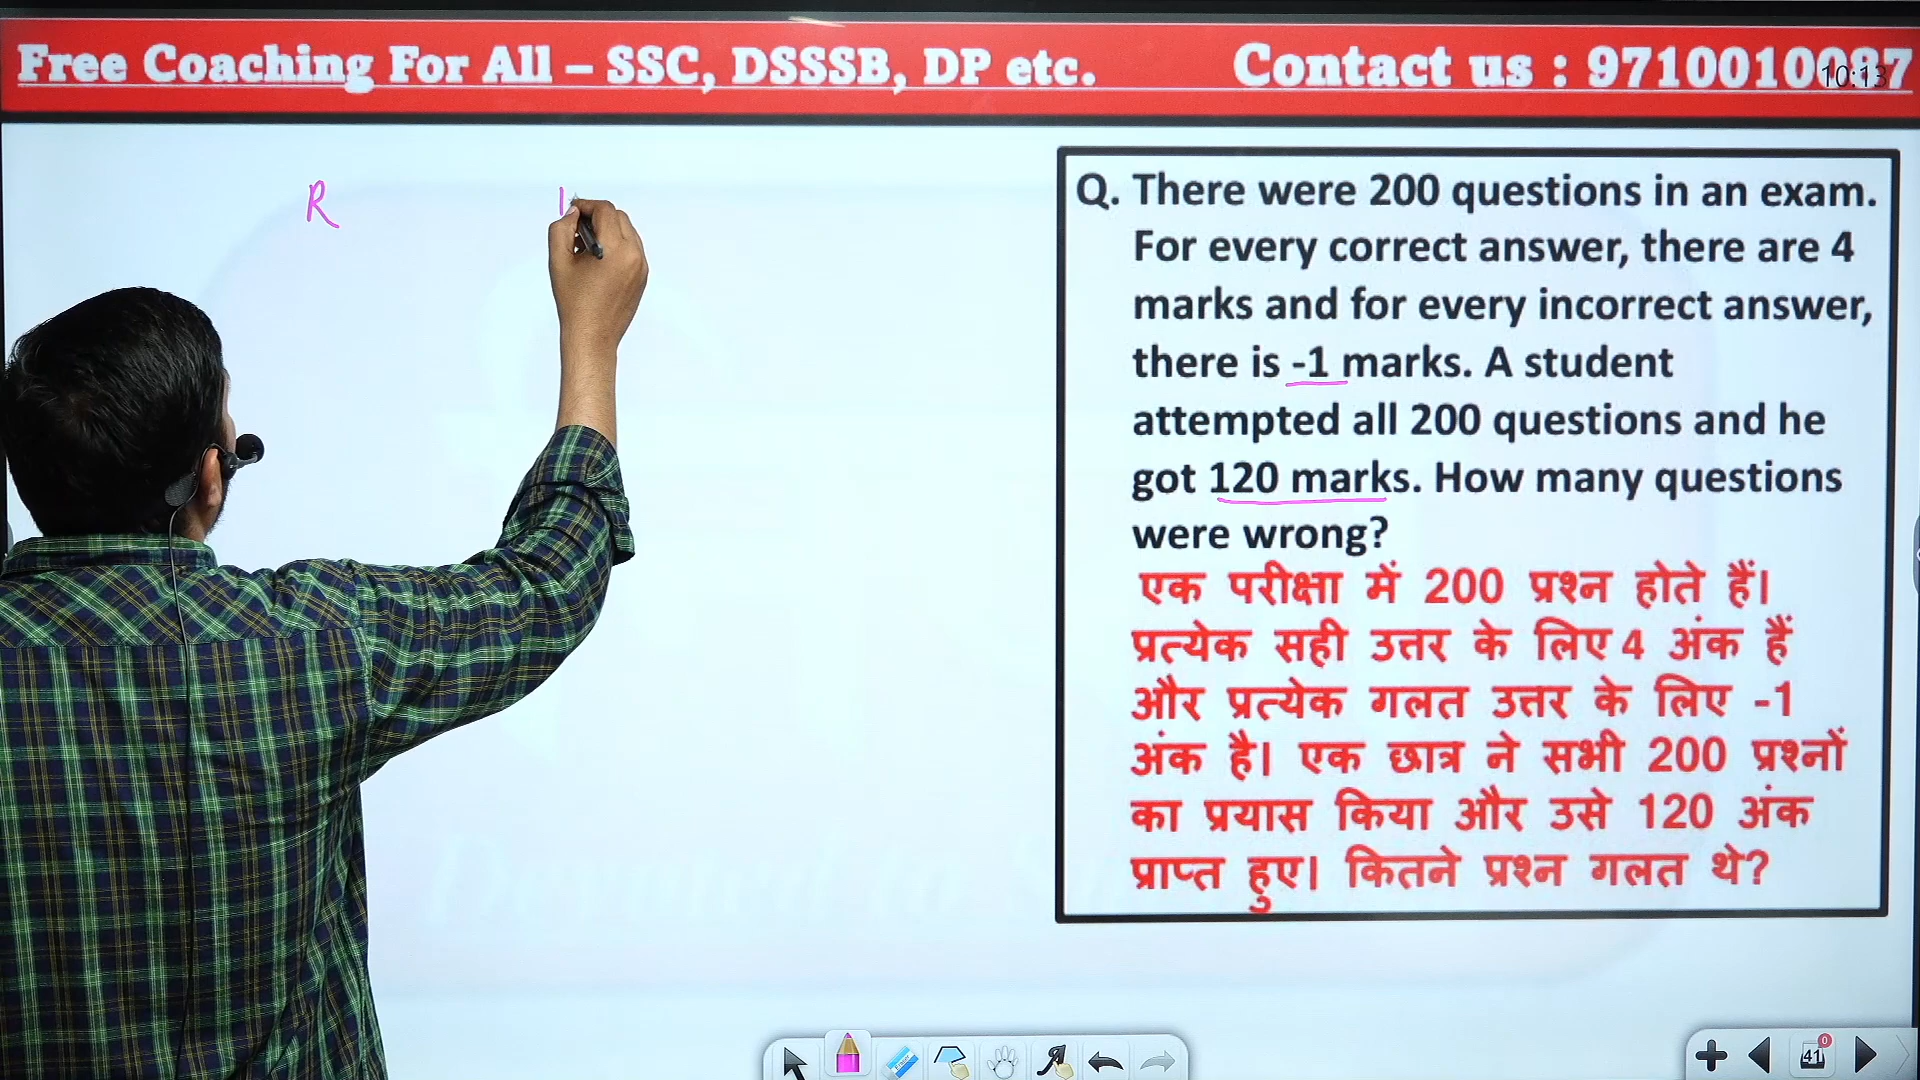 Free Coaching For All – SSC, DSSSB, DP etc. Contact us : 9710010087
10:13
R
Q. There were 200 questions in an exam.
For every correct answer, there are 4
marks and for every incorrect answer,
there is -1 marks. A student
attempted all 200 questions and he
got 120 marks. How many questions
were wrong?
एक परीक्षा में 200 प्रश्न होते हैं।
प्रत्येक सही उत्तर के लिए 4 अंक हैं
और प्रत्येक गलत उत्तर के लिए -1
अंक है। एक छात्र ने सभी 200 प्रश्नों
का प्रयास किया और उसे 120 अंक
प्राप्त हुए। कितने प्रश्न गलत थे?
41
0